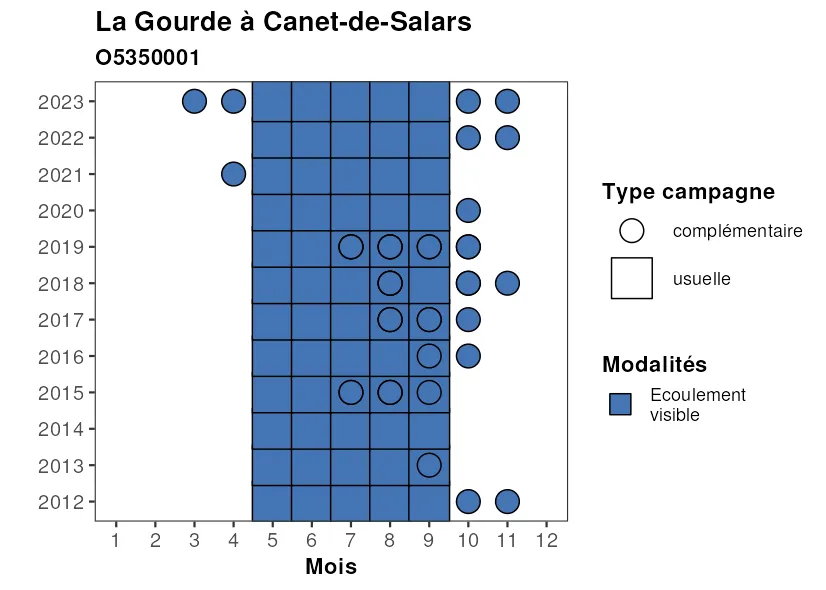 La Gourde à Canet-de-Salars
O5350001
2023
2022
2021
2020
2019
2018
2017
2016
2015
2014
2013
2012
1 2 3 4 5 6 7 8 9 10 11 12
Mois
Type campagne
complémentaire
usuelle
Modalités
Ecoulement
visible